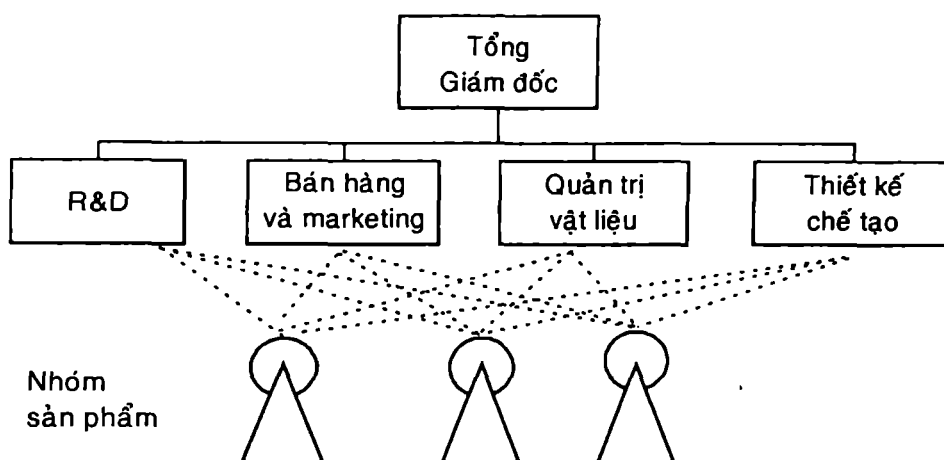 Tổng
Giám đốc
R&D
Bán hàng
và marketing
Quản trị
vật liệu
Thiết kế
chế tạo
Nhóm
sản phẩm